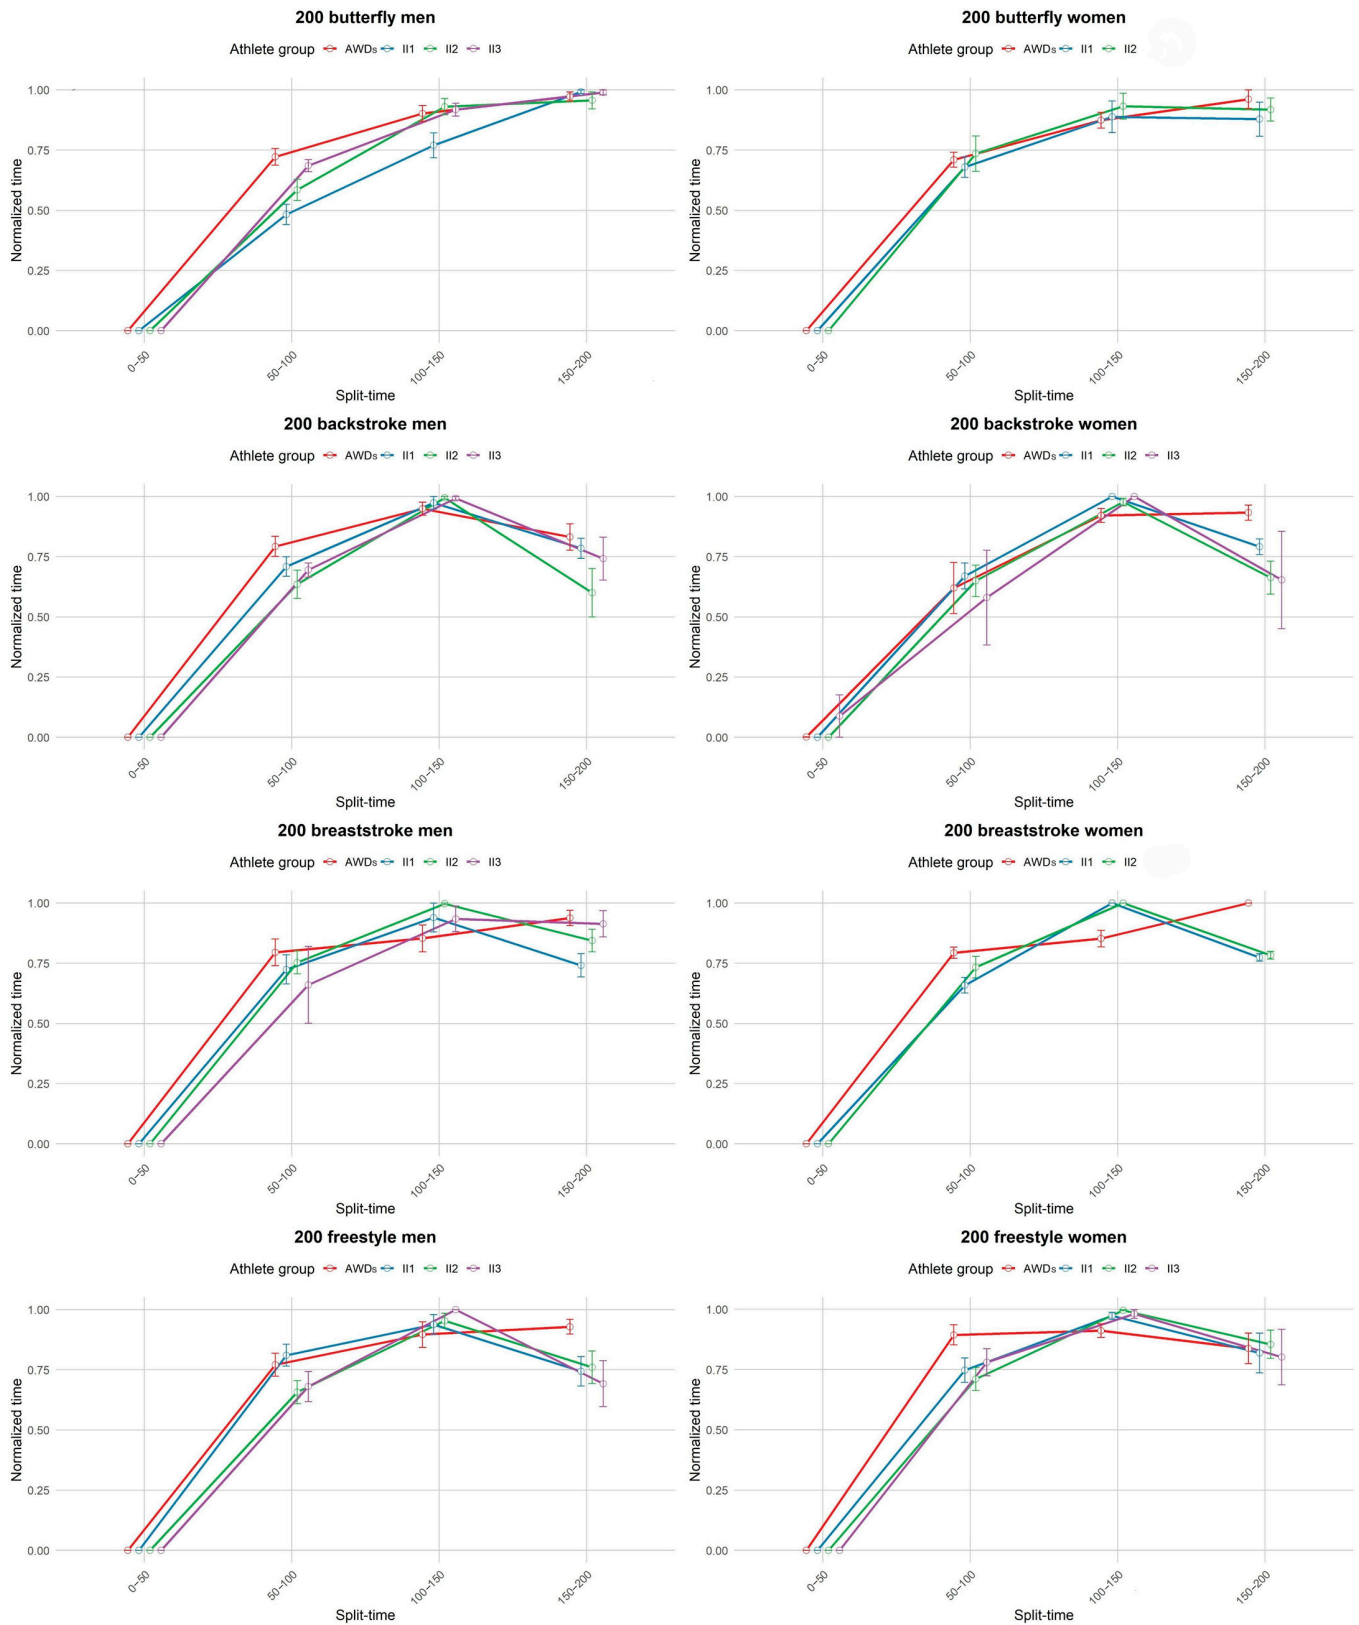 200 butterfly men
Athlete group AWDs II1 II2 II3
Normalized time
1.00
0.75
0.50
0.25
0.00
0–50
50–100
100–150
150–200
Split-time
200 butterfly women
Athlete group AWDs II1 II2
Normalized time
1.00
0.75
0.50
0.25
0.00
0–50
50–100
100–150
150–200
Split-time
200 backstroke men
Athlete group AWDs II1 II2 II3
Normalized time
1.00
0.75
0.50
0.25
0.00
0–50
50–100
100–150
150–200
Split-time
200 backstroke women
Athlete group AWDs II1 II2 II3
Normalized time
1.00
0.75
0.50
0.25
0.00
0–50
50–100
100–150
150–200
Split-time
200 breaststroke men
Athlete group AWDs II1 II2 II3
Normalized time
1.00
0.75
0.50
0.25
0.00
0–50
50–100
100–150
150–200
Split-time
200 breaststroke women
Athlete group AWDs II1 II2
Normalized time
1.00
0.75
0.50
0.25
0.00
0–50
50–100
100–150
150–200
Split-time
200 freestyle men
Athlete group AWDs II1 II2 II3
Normalized time
1.00
0.75
0.50
0.25
0.00
0–50
50–100
100–150
150–200
Split-time
200 freestyle women
Athlete group AWDs II1 II2 II3
Normalized time
1.00
0.75
0.50
0.25
0.00
0–50
50–100
100–150
150–200
Split-time